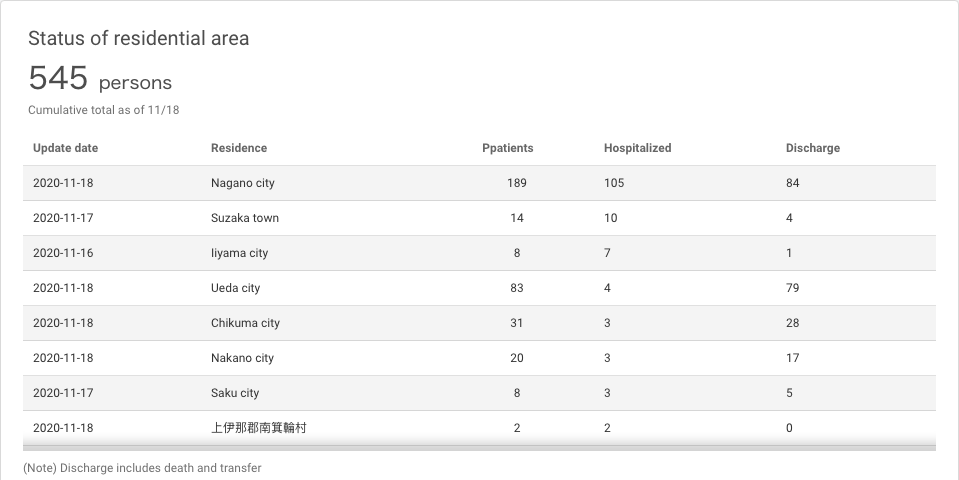 Status of residential area
545 persons
Cumulative total as of 11/18
Update date Residence Ppatients Hospitalized Discharge
2020-11-18 Nagano city 189 105 84
2020-11-17 Suzaka town 14 10 4
2020-11-16 Iiyama city 8 7 1
2020-11-18 Ueda city 83 4 79
2020-11-18 Chikuma city 31 3 28
2020-11-18 Nakano city 20 3 17
2020-11-17 Saku city 8 3 5
2020-11-18 上伊那郡南箕輪村 2 2 0
(Note) Discharge includes death and transfer